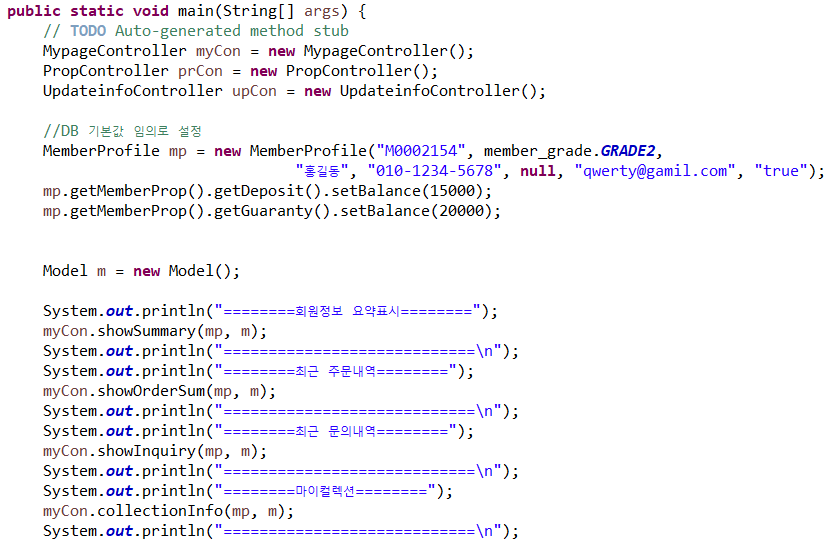 public static void main(String[] args) {
// TODO Auto-generated method stub
MypageController myCon = new MypageController();
PropController prCon = new PropController();
UpdateinfoController upCon = new UpdateinfoController();
//DB 기본값 임의로 설정
MemberProfile mp = new MemberProfile("M0002154", member_grade.GRADE2,
"홍길동", "010-1234-5678", null, "qwerty@gamil.com", "true");
mp.getMemberProp().getDeposit().setBalance(15000);
mp.getMemberProp().getGuaranty().setBalance(20000);
Model m = new Model();
System.out.println("========회원정보 요약표시========");
myCon.showSummary(mp, m);
System.out.println("============================\n");
System.out.println("========최근 주문내역========");
myCon.showOrderSum(mp, m);
System.out.println("============================\n");
System.out.println("========최근 문의내역========");
myCon.showInquiry(mp, m);
System.out.println("============================\n");
System.out.println("========마이컬렉션========");
myCon.collectionInfo(mp, m);
System.out.println("============================\n");